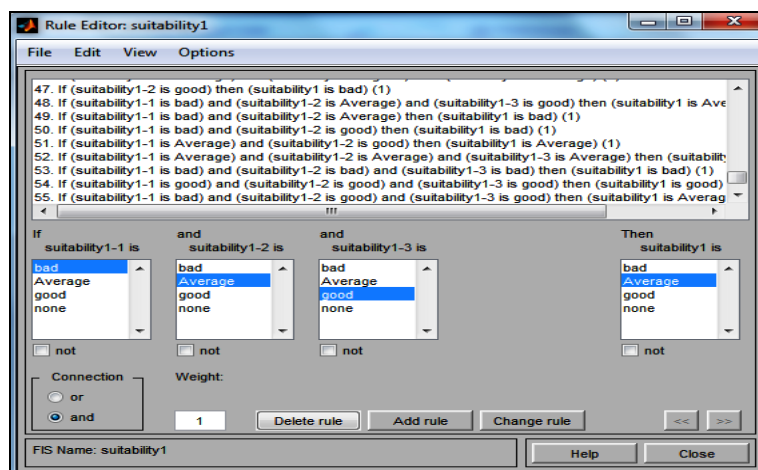 Rule Editor: suitability1
File Edit View Options
47. If (suitability1-2 is good) then (suitability1 is bad) (1)
48. If (suitability1-1 is bad) and (suitability1-2 is Average) and (suitability1-3 is good) then (suitability1 is Ave
49. If (suitability1-1 is bad) and (suitability1-2 is Average) then (suitability1 is bad) (1)
50. If (suitability1-1 is bad) and (suitability1-2 is good) then (suitability1 is bad) (1)
51. If (suitability1-1 is Average) and (suitability1-2 is good) then (suitability1 is Average) (1)
52. If (suitability1-1 is Average) and (suitability1-2 is Average) and (suitability1-3 is Average) then (suitability
53. If (suitability1-1 is bad) and (suitability1-2 is bad) and (suitability1-3 is bad) then (suitability1 is bad) (1)
54. If (suitability1-1 is good) and (suitability1-2 is good) and (suitability1-3 is good) then (suitability1 is good)
55. If (suitability1-1 is bad) and (suitability1-2 is good) and (suitability1-3 is good) then (suitability1 is Averag
If and and Then
suitability1-1 is suitability1-2 is suitability1-3 is suitability1 is
bad bad bad bad
Average Average Average Average
good good good good
none none none none
not not not not
Connection Weight:
or
and 1 Delete rule Add rule Change rule << >>
FIS Name: suitability1 Help Close